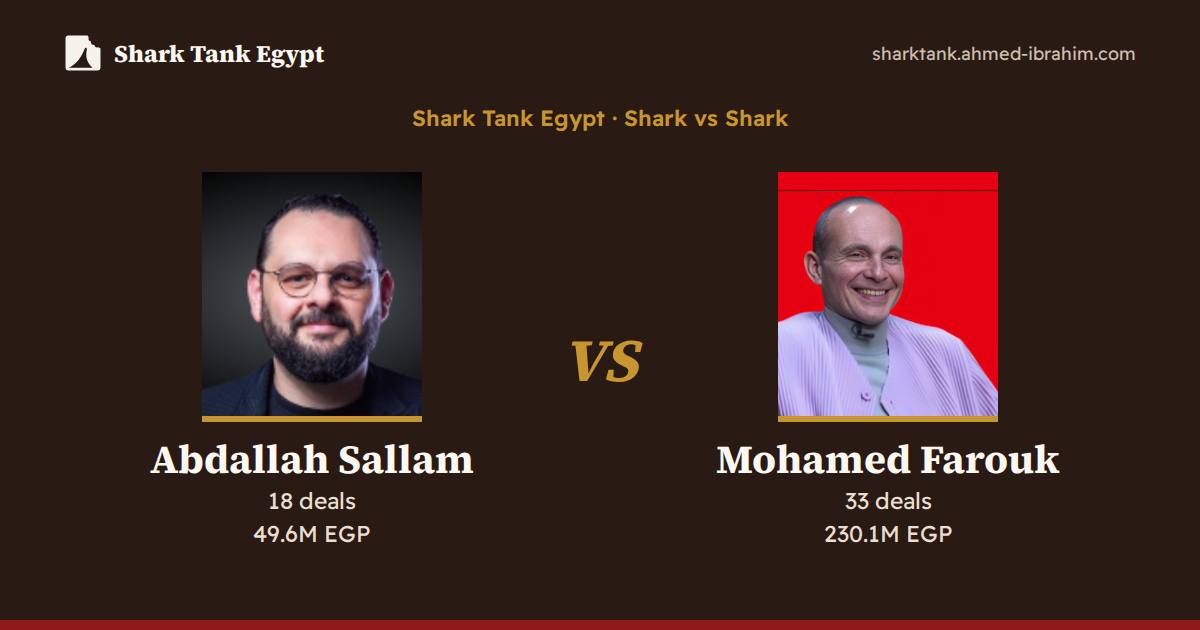 Shark Tank Egypt
sharktank.ahmed-ibrahim.com
Shark Tank Egypt · Shark vs Shark
VS
Abdallah Sallam
Mohamed Farouk
18 deals
33 deals
49.6M EGP
230.1M EGP